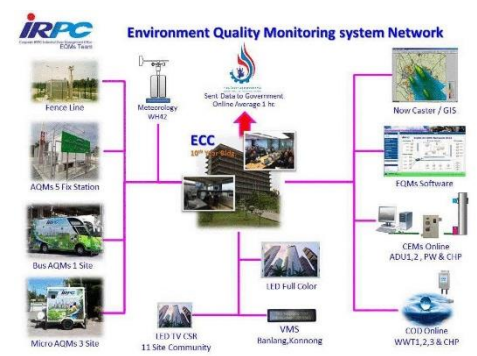 IRPC
EQMs Team
Environment Quality Monitoring system Network
Fence Line
Meteorology
WH42
Sent Data to Government
Online Average 1 hr.
Now Caster / GIS
ECC
AQMs 5 Fix Station
EQMs Software
Bus AQMs 1 Site
CEMs Online
ADU1,2 , PW & CHP
LED Full Color
Micro AQMs 3 Site
LED TV CSR
11 Site Community
VMS
Banlang,Konnong
COD Online
WWT1,2,3 & CHP